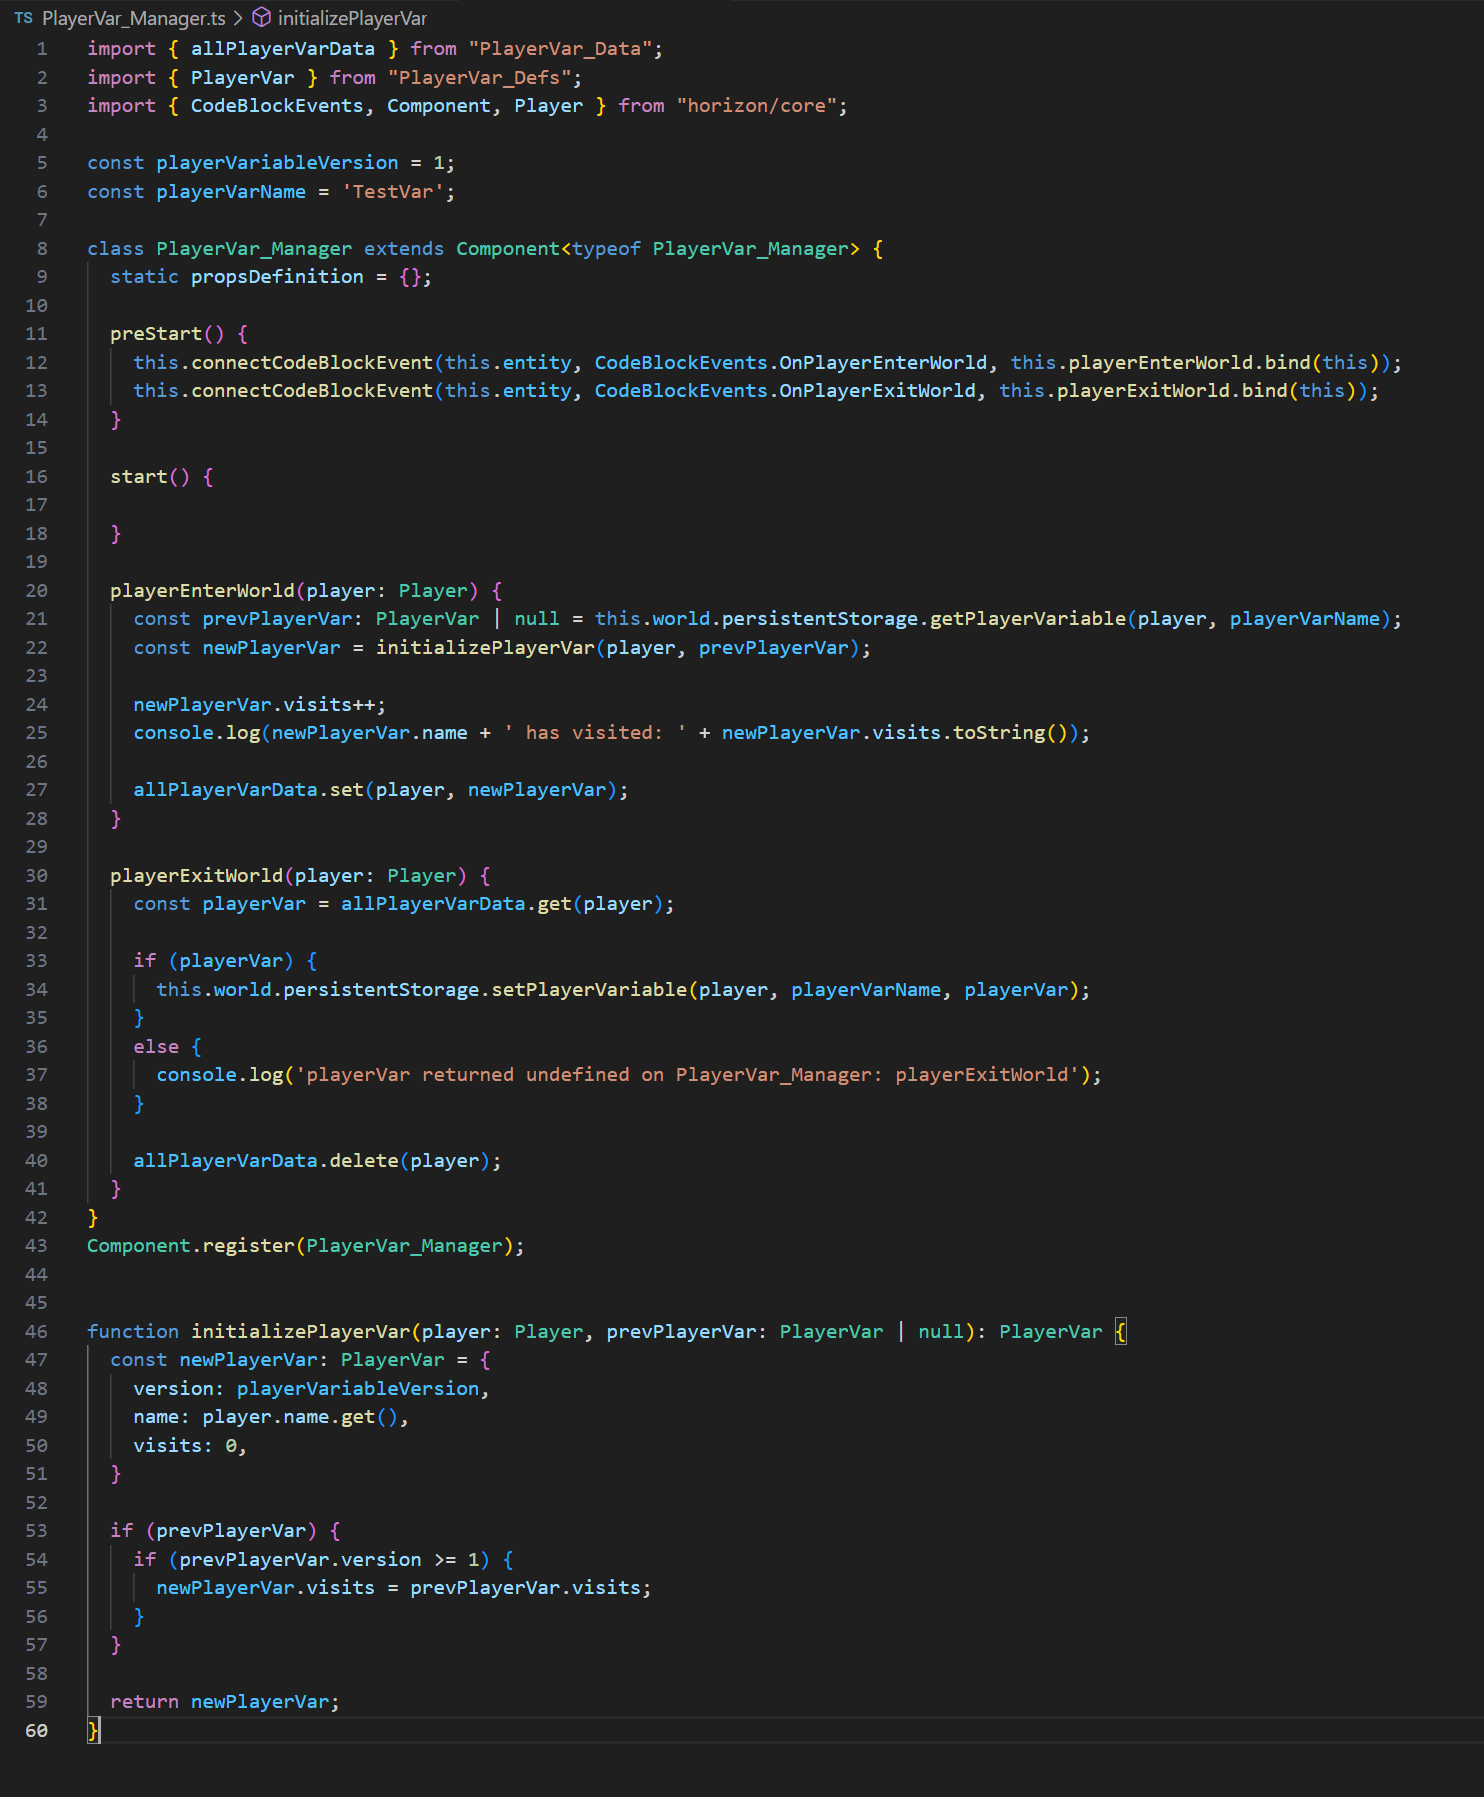 TS PlayerVar_Manager.ts > initializePlayerVar
1 import { allPlayerVarData } from "PlayerVar_Data";
2 import { PlayerVar } from "PlayerVar_Defs";
3 import { CodeBlockEvents, Component, Player } from "horizon/core";
4
5 const playerVariableVersion = 1;
6 const playerVarName = 'TestVar';
7
8 class PlayerVar_Manager extends Component<typeof PlayerVar_Manager> {
9   static propsDefinition = {};
10
11   preStart() {
12     this.connectCodeBlockEvent(this.entity, CodeBlockEvents.OnPlayerEnterWorld, this.playerEnterWorld.bind(this));
13     this.connectCodeBlockEvent(this.entity, CodeBlockEvents.OnPlayerExitWorld, this.playerExitWorld.bind(this));
14   }
15
16   start() {
17
18   }
19
20   playerEnterWorld(player: Player) {
21     const prevPlayerVar: PlayerVar | null = this.world.persistentStorage.getPlayerVariable(player, playerVarName);
22     const newPlayerVar = initializePlayerVar(player, prevPlayerVar);
23
24     newPlayerVar.visits++;
25     console.log(newPlayerVar.name + ' has visited: ' + newPlayerVar.visits.toString());
26
27     allPlayerVarData.set(player, newPlayerVar);
28   }
29
30   playerExitWorld(player: Player) {
31     const playerVar = allPlayerVarData.get(player);
32
33     if (playerVar) {
34       this.world.persistentStorage.setPlayerVariable(player, playerVarName, playerVar);
35     }
36     else {
37       console.log('playerVar returned undefined on PlayerVar_Manager: playerExitWorld');
38     }
39
40     allPlayerVarData.delete(player);
41   }
42 }
43 Component.register(PlayerVar_Manager);
44
45
46 function initializePlayerVar(player: Player, prevPlayerVar: PlayerVar | null): PlayerVar {
47   const newPlayerVar: PlayerVar = {
48     version: playerVariableVersion,
49     name: player.name.get(),
50     visits: 0,
51   }
52
53   if (prevPlayerVar) {
54     if (prevPlayerVar.version >= 1) {
55       newPlayerVar.visits = prevPlayerVar.visits;
56     }
57   }
58
59   return newPlayerVar;
60 }